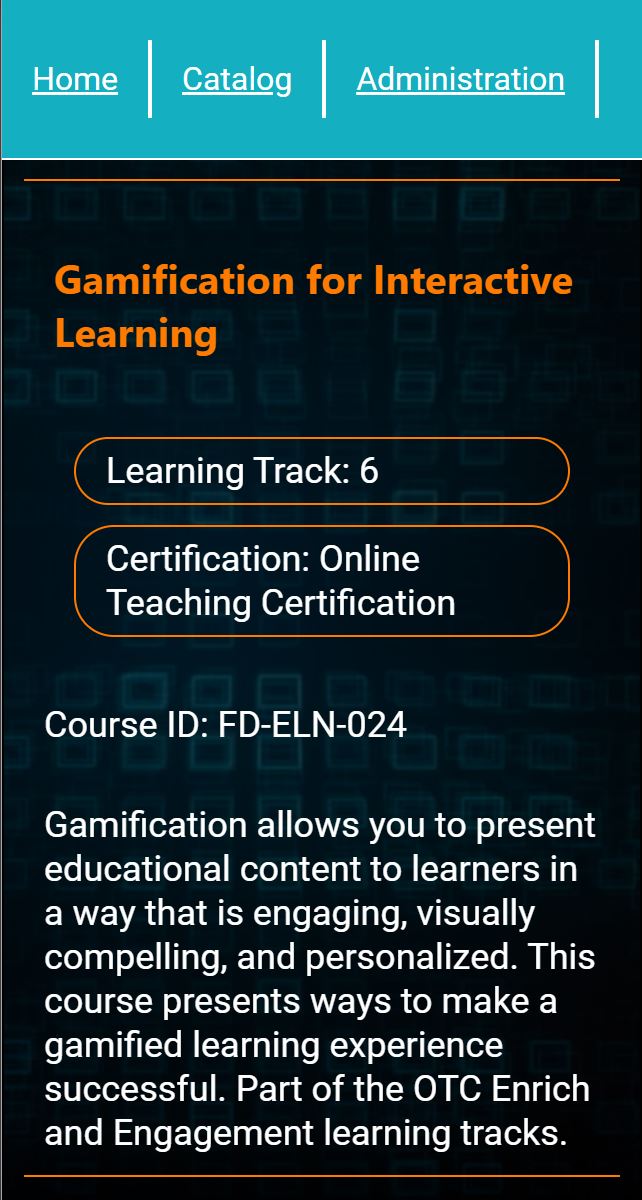 Home
Catalog
Administration
Gamification for Interactive
Learning
Learning Track: 6
Certification: Online
Teaching Certification
Course ID: FD-ELN-024
Gamification allows you to present
educational content to learners in
a way that is engaging, visually
compelling, and personalized. This
course presents ways to make a
gamified learning experience
successful. Part of the OTC Enrich
and Engagement learning tracks.